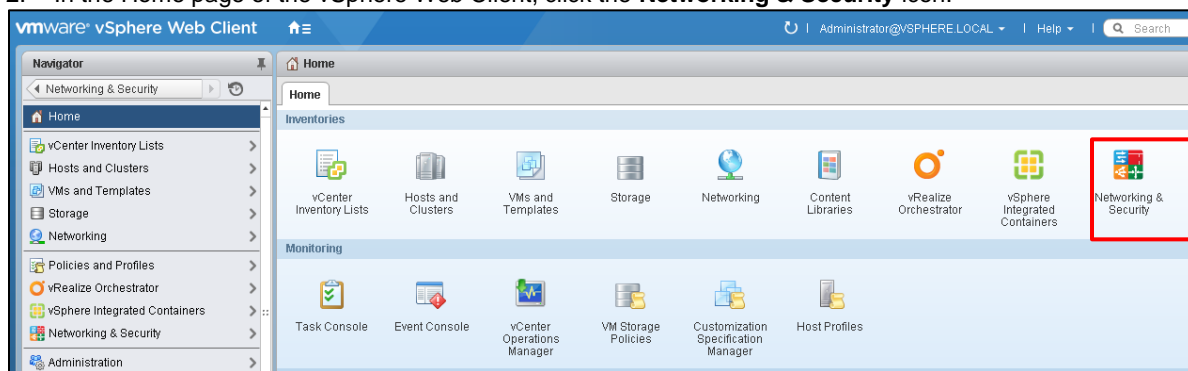 2. In the Home page of the vSphere Web Client, click the Networking & Security icon.
vmware® vSphere Web Client
Administrator@VSPHERE.LOCAL
Help
Search
Navigator
Home
Networking & Security
Home
Home
Inventories
vCenter Inventory Lists
Hosts and Clusters
VMs and Templates
Storage
Networking
Policies and Profiles
vRealize Orchestrator
vSphere Integrated Containers
Networking & Security
Administration
vCenter
Inventory Lists
Hosts and
Clusters
VMs and
Templates
Storage
Networking
Content
Libraries
vRealize
Orchestrator
vSphere
Integrated
Containers
Networking &
Security
Monitoring
Task Console
Event Console
vCenter
Operations
Manager
VM Storage
Policies
Customization
Specification
Manager
Host Profiles